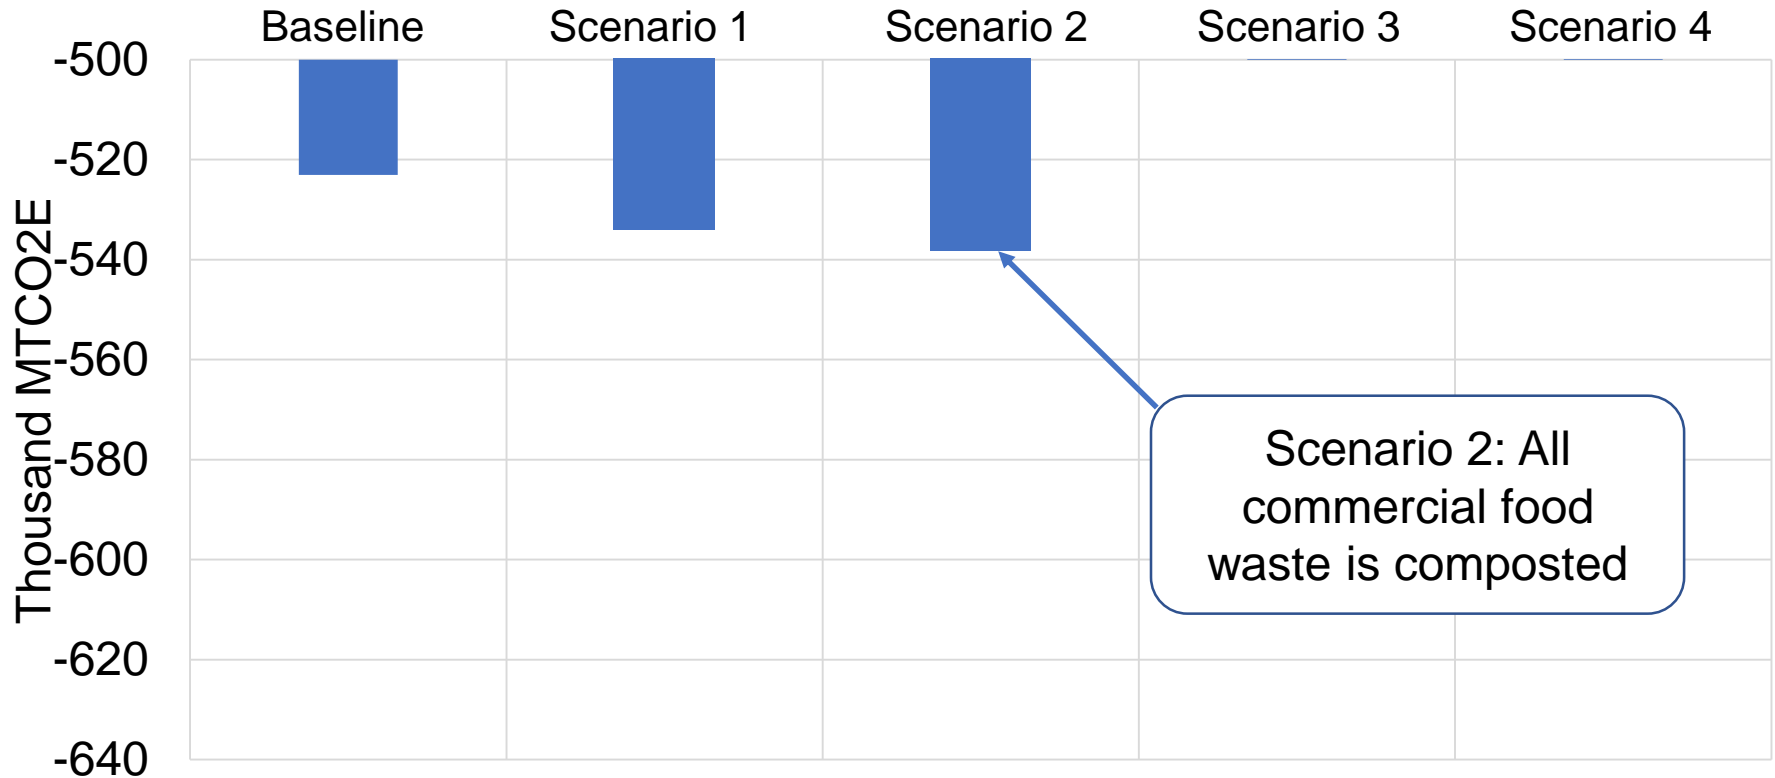 Baseline
Scenario 1
Scenario 2
Scenario 3
Scenario 4
-500
-520
-540
-560
-580
-600
-620
-640
Thousand MTCO2E
Scenario 2: All
commercial food
waste is composted